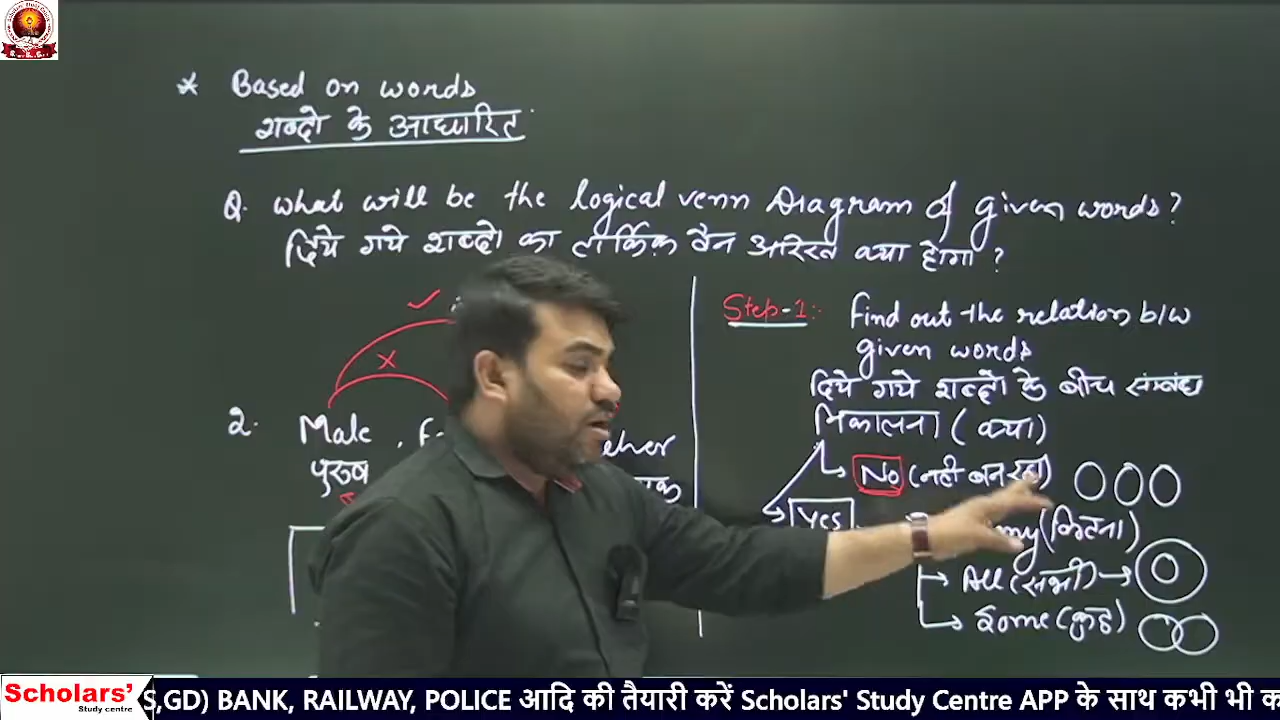 * Based on words
शब्दो के आधारित
Q. what will be the logical venn Diagram of given words?
दिये गये शब्दो का तार्किक वैन आरेख क्या होगा?
Step-1:- Find out the relation b/w
given words
दिये गये शब्दो के बीच संम्बंध
निकालना (क्या)
No (नही बन रहा)
Yes
my (कितना)
All (सभी)
Some (कुछ)
2. Male,
पुरुष
Scholars'
Study centre
S,GD) BANK, RAILWAY, POLICE आदि की तैयारी करें Scholars' Study Centre APP के साथ कभी भी क